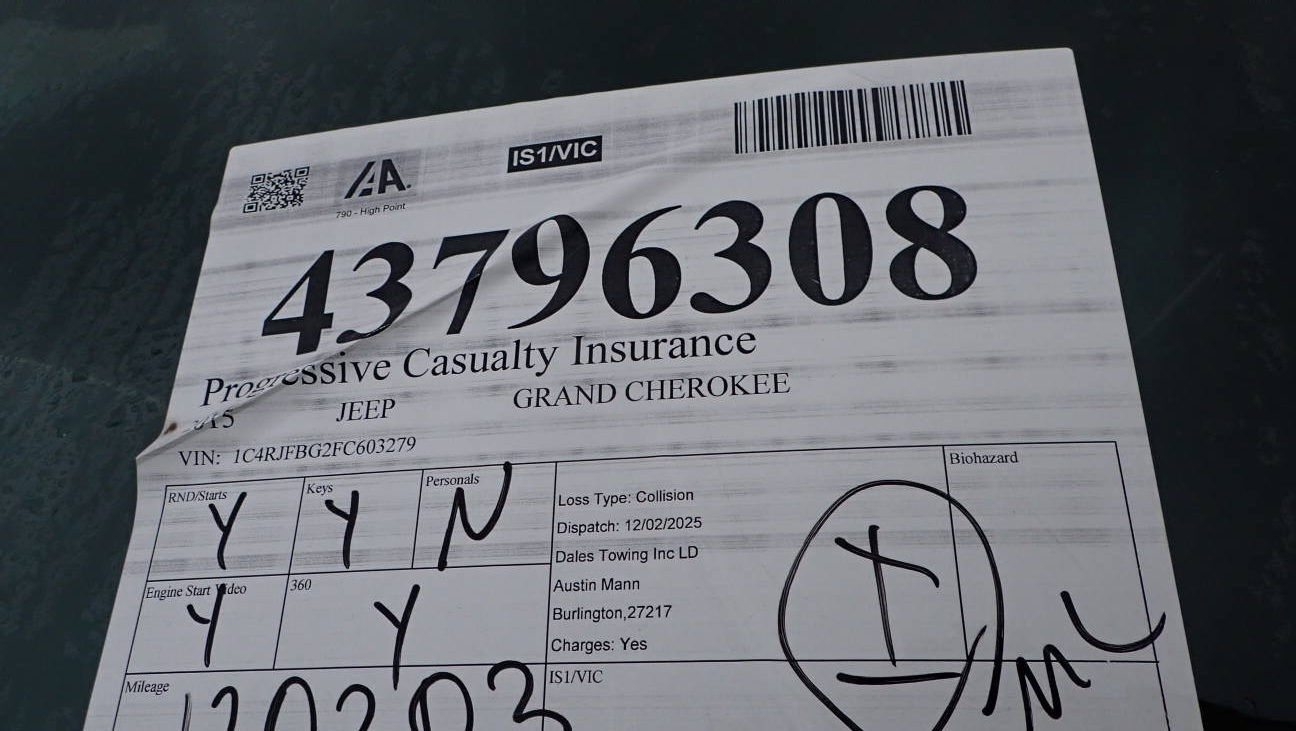 IAA
IS1/VIC
790 - High Point
43796308
Progressive Casualty Insurance
JEEP GRAND CHEROKEE
VIN: 1C4RJFBG2FC603279
RND/Starts Keys Personals
Y Y N
Loss Type: Collision
Dispatch: 12/02/2025
Dales Towing Inc LD
Austin Mann
Burlington,27217
Charges: Yes
Biohazard
Engine Start Video 360
Y Y
Mileage
IS1/VIC